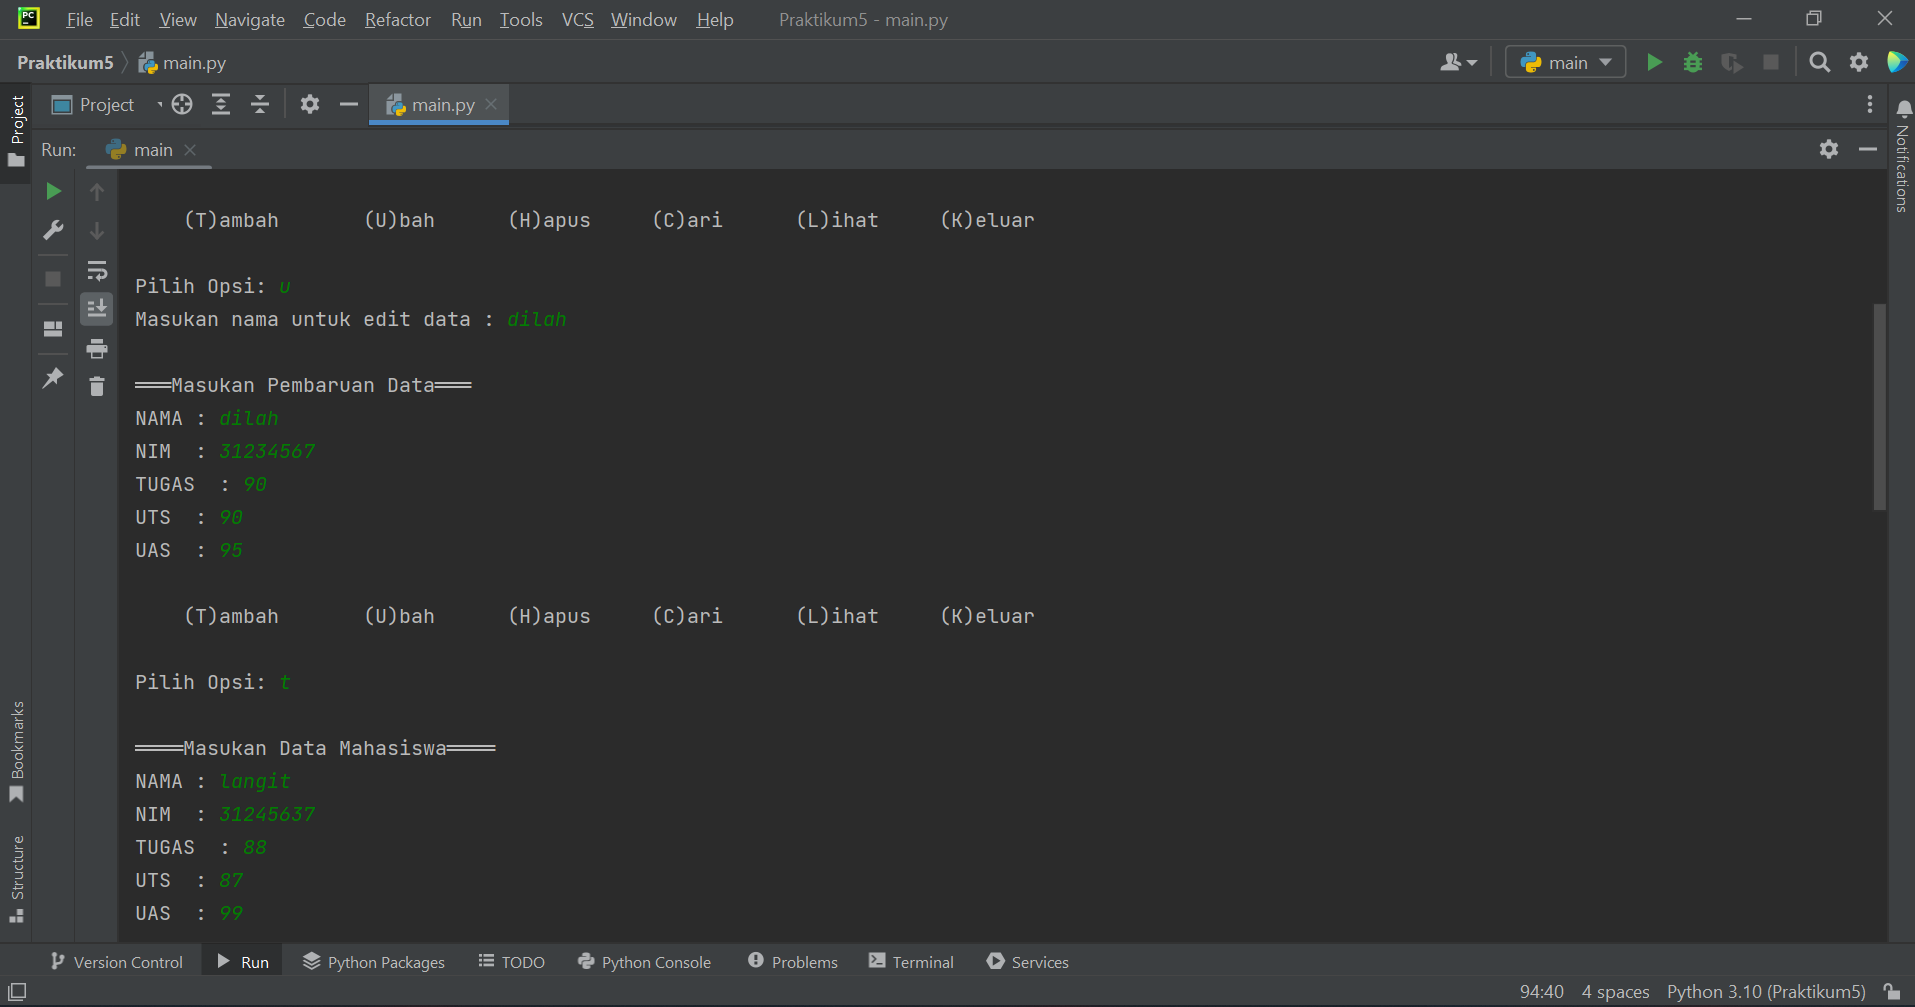 PC File Edit View Navigate Code Refactor Run Tools VCS Window Help Praktikum5 - main.py
Praktikum5 main.py main
Project main.py
Project
Notifications
Run: main
(T)ambah (U)bah (H)apus (C)ari (L)ihat (K)eluar
Pilih Opsi: u
Masukan nama untuk edit data : dilah
===Masukan Pembaruan Data===
NAMA : dilah
NIM : 31234567
TUGAS : 90
UTS : 90
UAS : 95
(T)ambah (U)bah (H)apus (C)ari (L)ihat (K)eluar
Pilih Opsi: t
====Masukan Data Mahasiswa====
NAMA : langit
NIM : 31245637
TUGAS : 88
UTS : 87
UAS : 99
Bookmarks
Structure
Version Control Run Python Packages TODO Python Console Problems Terminal Services
94:40 4 spaces Python 3.10 (Praktikum5)